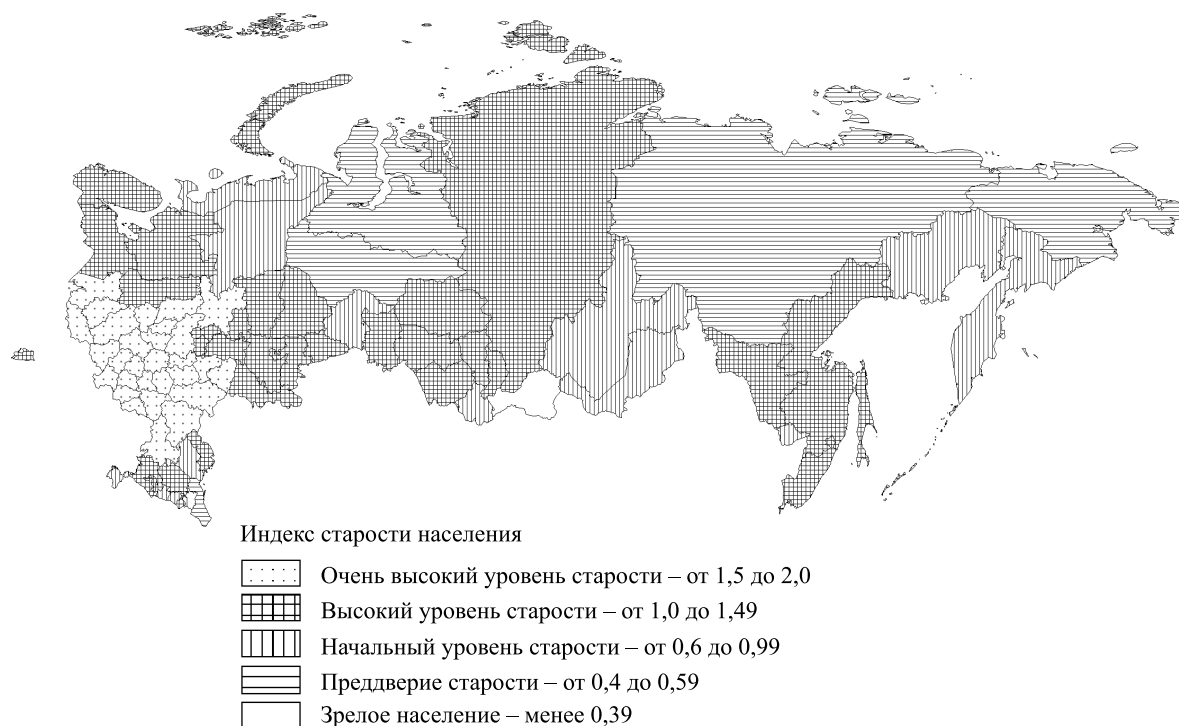 Индекс старости населения
Очень высокий уровень старости – от 1,5 до 2,0
Высокий уровень старости – от 1,0 до 1,49
Начальный уровень старости – от 0,6 до 0,99
Преддверие старости – от 0,4 до 0,59
Зрелое население – менее 0,39